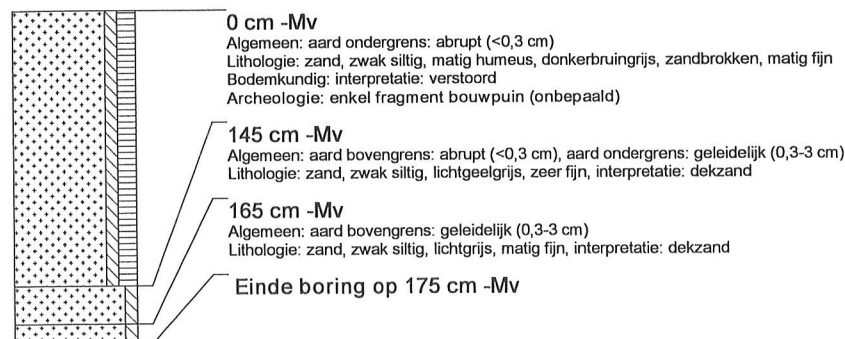 0 cm -Mv
Algemeen: aard ondergrens: abrupt (<0,3 cm)
Lithologie: zand, zwak siltig, matig humeus, donkerbruingrijs, zandbrokken, matig fijn
Bodemkundig: interpretatie: verstoord
Archeologie: enkel fragment bouwpuin (onbepaald)
145 cm -Mv
Algemeen: aard bovengrens: abrupt (<0,3 cm), aard ondergrens: geleidelijk (0,3-3 cm)
Lithologie: zand, zwak siltig, lichtgeelgrijs, zeer fijn, interpretatie: dekzand
165 cm -Mv
Algemeen: aard bovengrens: geleidelijk (0,3-3 cm)
Lithologie: zand, zwak siltig, lichtgrijs, matig fijn, interpretatie: dekzand
Einde boring op 175 cm -Mv